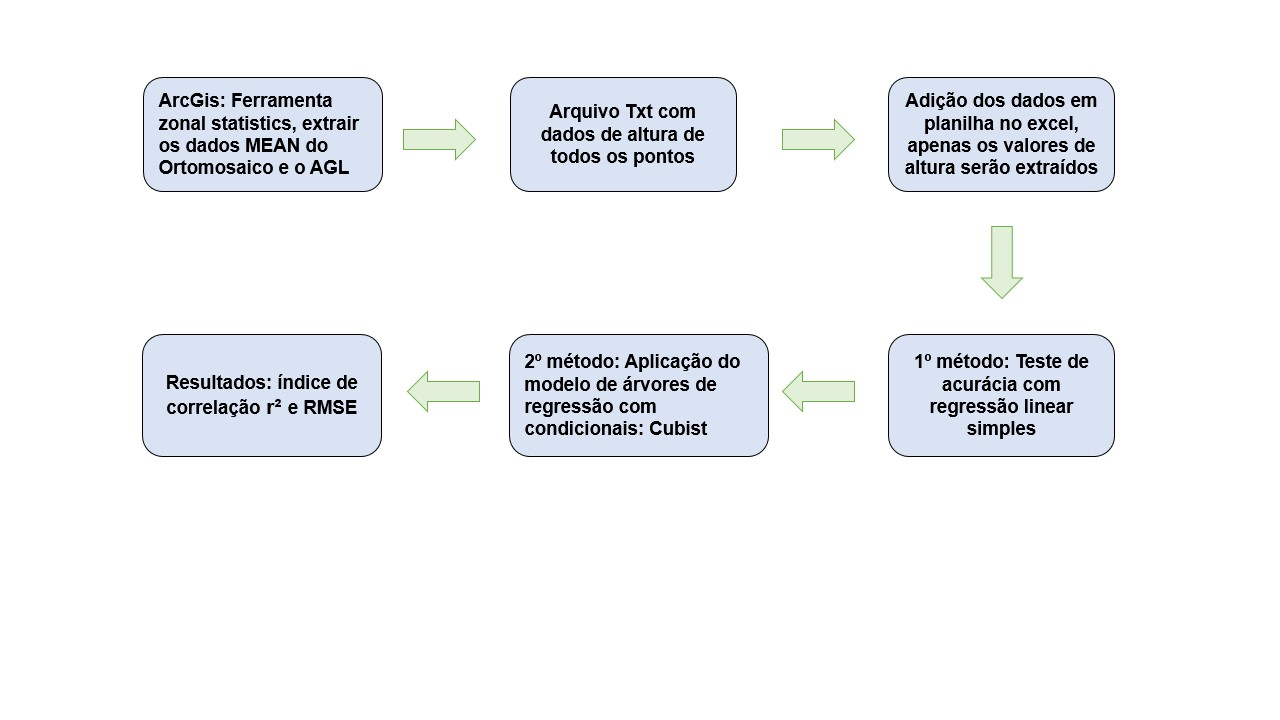 ArcGis: Ferramenta
zonal statistics, extrair
os dados MEAN do
Ortomosaico e o AGL
Arquivo Txt com
dados de altura de
todos os pontos
Adição dos dados em
planilha no excel,
apenas os valores de
altura serão extraídos
1º método: Teste de
acurácia com
regressão linear
simples
2º método: Aplicação do
modelo de árvores de
regressão com
condicionais: Cubist
Resultados: índice de
correlação r² e RMSE